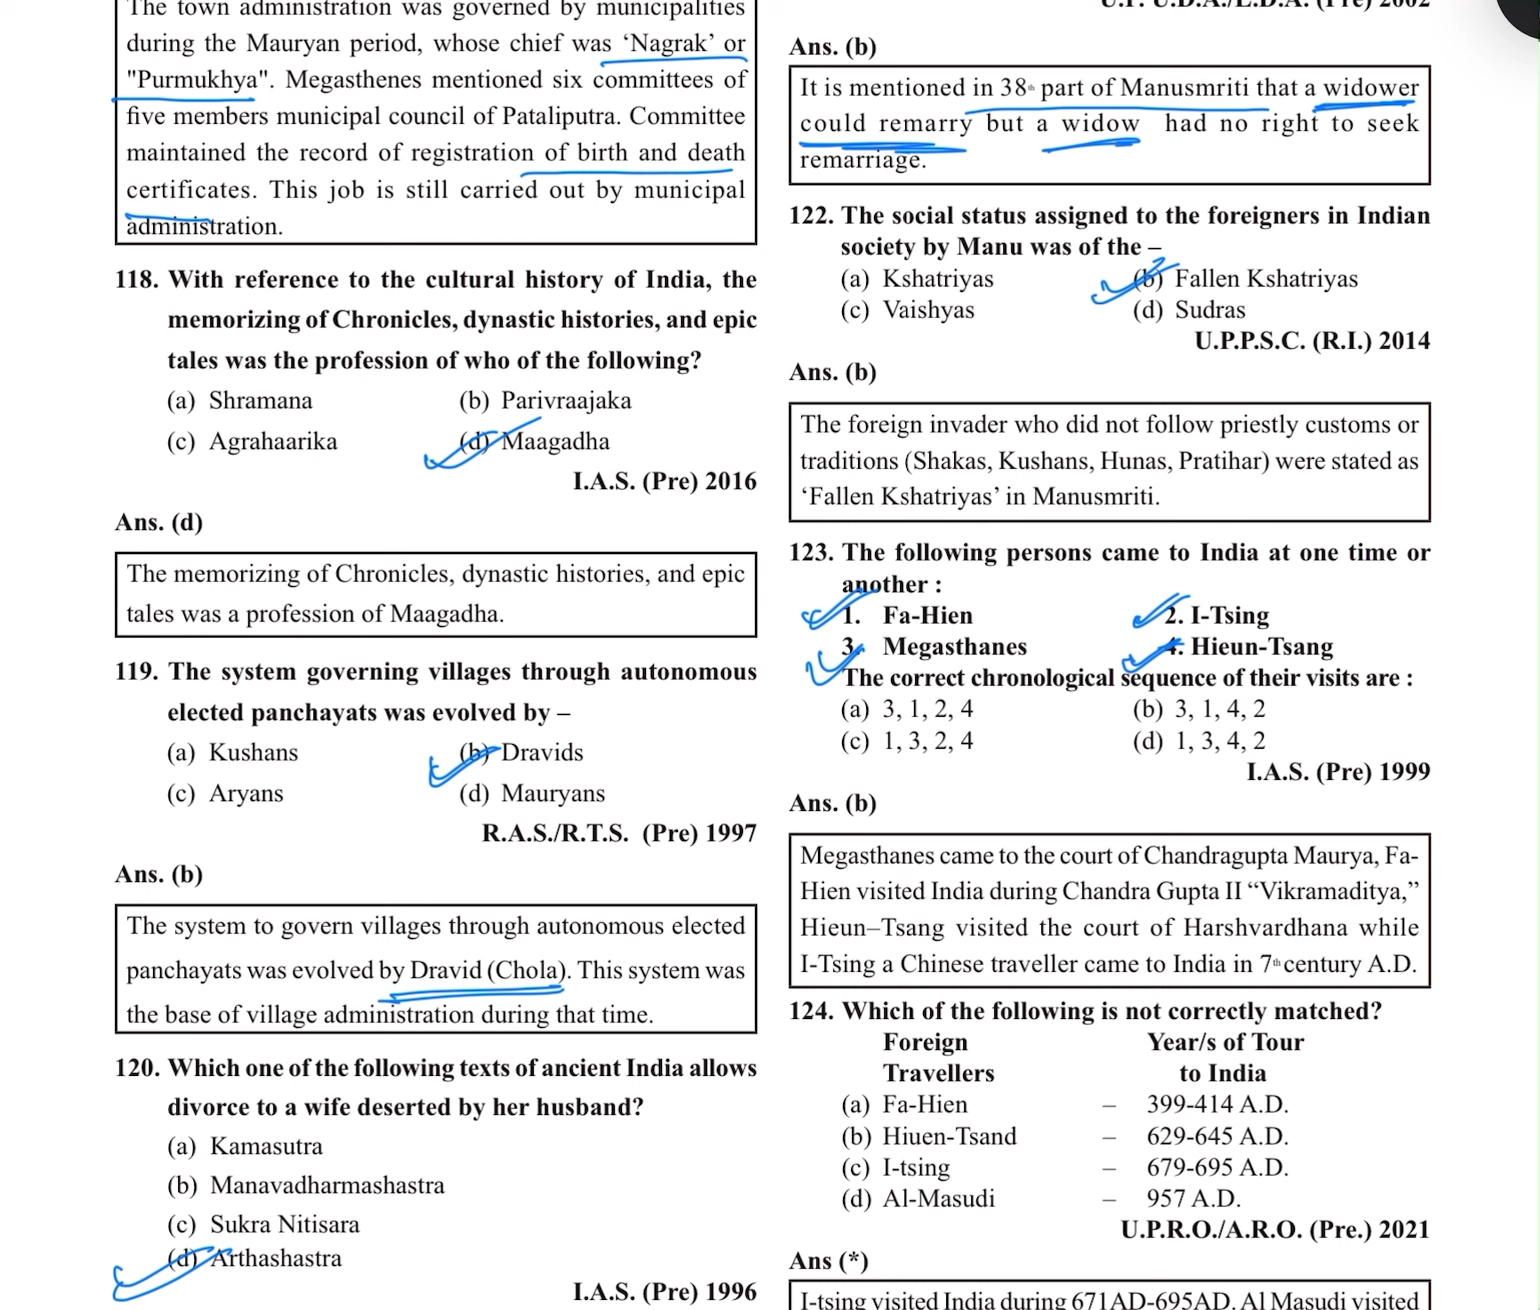 The town administration was governed by municipalities
during the Mauryan period, whose chief was ‘Nagrak’ or
"Purmukhya". Megasthenes mentioned six committees of
five members municipal council of Pataliputra. Committee
maintained the record of registration of birth and death
certificates. This job is still carried out by municipal
administration.
118. With reference to the cultural history of India, the
memorizing of Chronicles, dynastic histories, and epic
tales was the profession of who of the following?
(a) Shramana (b) Parivraajaka
(c) Agrahaarika (d) Maagadha
I.A.S. (Pre) 2016
Ans. (d)
The memorizing of Chronicles, dynastic histories, and epic
tales was a profession of Maagadha.
119. The system governing villages through autonomous
elected panchayats was evolved by –
(a) Kushans (b) Dravids
(c) Aryans (d) Mauryans
R.A.S./R.T.S. (Pre) 1997
Ans. (b)
The system to govern villages through autonomous elected
panchayats was evolved by Dravid (Chola). This system was
the base of village administration during that time.
120. Which one of the following texts of ancient India allows
divorce to a wife deserted by her husband?
(a) Kamasutra
(b) Manavadharmashastra
(c) Sukra Nitisara
(d) Arthashastra
I.A.S. (Pre) 1996
U.P. U.D.A./L.D.A. (Pre) 2002
Ans. (b)
It is mentioned in 38th part of Manusmriti that a widower
could remarry but a widow had no right to seek
remarriage.
122. The social status assigned to the foreigners in Indian
society by Manu was of the –
(a) Kshatriyas (b) Fallen Kshatriyas
(c) Vaishyas (d) Sudras
U.P.P.S.C. (R.I.) 2014
Ans. (b)
The foreign invader who did not follow priestly customs or
traditions (Shakas, Kushans, Hunas, Pratihar) were stated as
‘Fallen Kshatriyas’ in Manusmriti.
123. The following persons came to India at one time or
another :
1. Fa-Hien 2. I-Tsing
3. Megasthanes 4. Hieun-Tsang
The correct chronological sequence of their visits are :
(a) 3, 1, 2, 4 (b) 3, 1, 4, 2
(c) 1, 3, 2, 4 (d) 1, 3, 4, 2
I.A.S. (Pre) 1999
Ans. (b)
Megasthanes came to the court of Chandragupta Maurya, Fa-
Hien visited India during Chandra Gupta II “Vikramaditya,”
Hieun–Tsang visited the court of Harshvardhana while
I-Tsing a Chinese traveller came to India in 7th century A.D.
124. Which of the following is not correctly matched?
Foreign Year/s of Tour
Travellers to India
(a) Fa-Hien – 399-414 A.D.
(b) Hiuen-Tsand – 629-645 A.D.
(c) I-tsing – 679-695 A.D.
(d) Al-Masudi – 957 A.D.
U.P.R.O./A.R.O. (Pre.) 2021
Ans (*)
I-tsing visited India during 671AD-695AD. Al Masudi visited